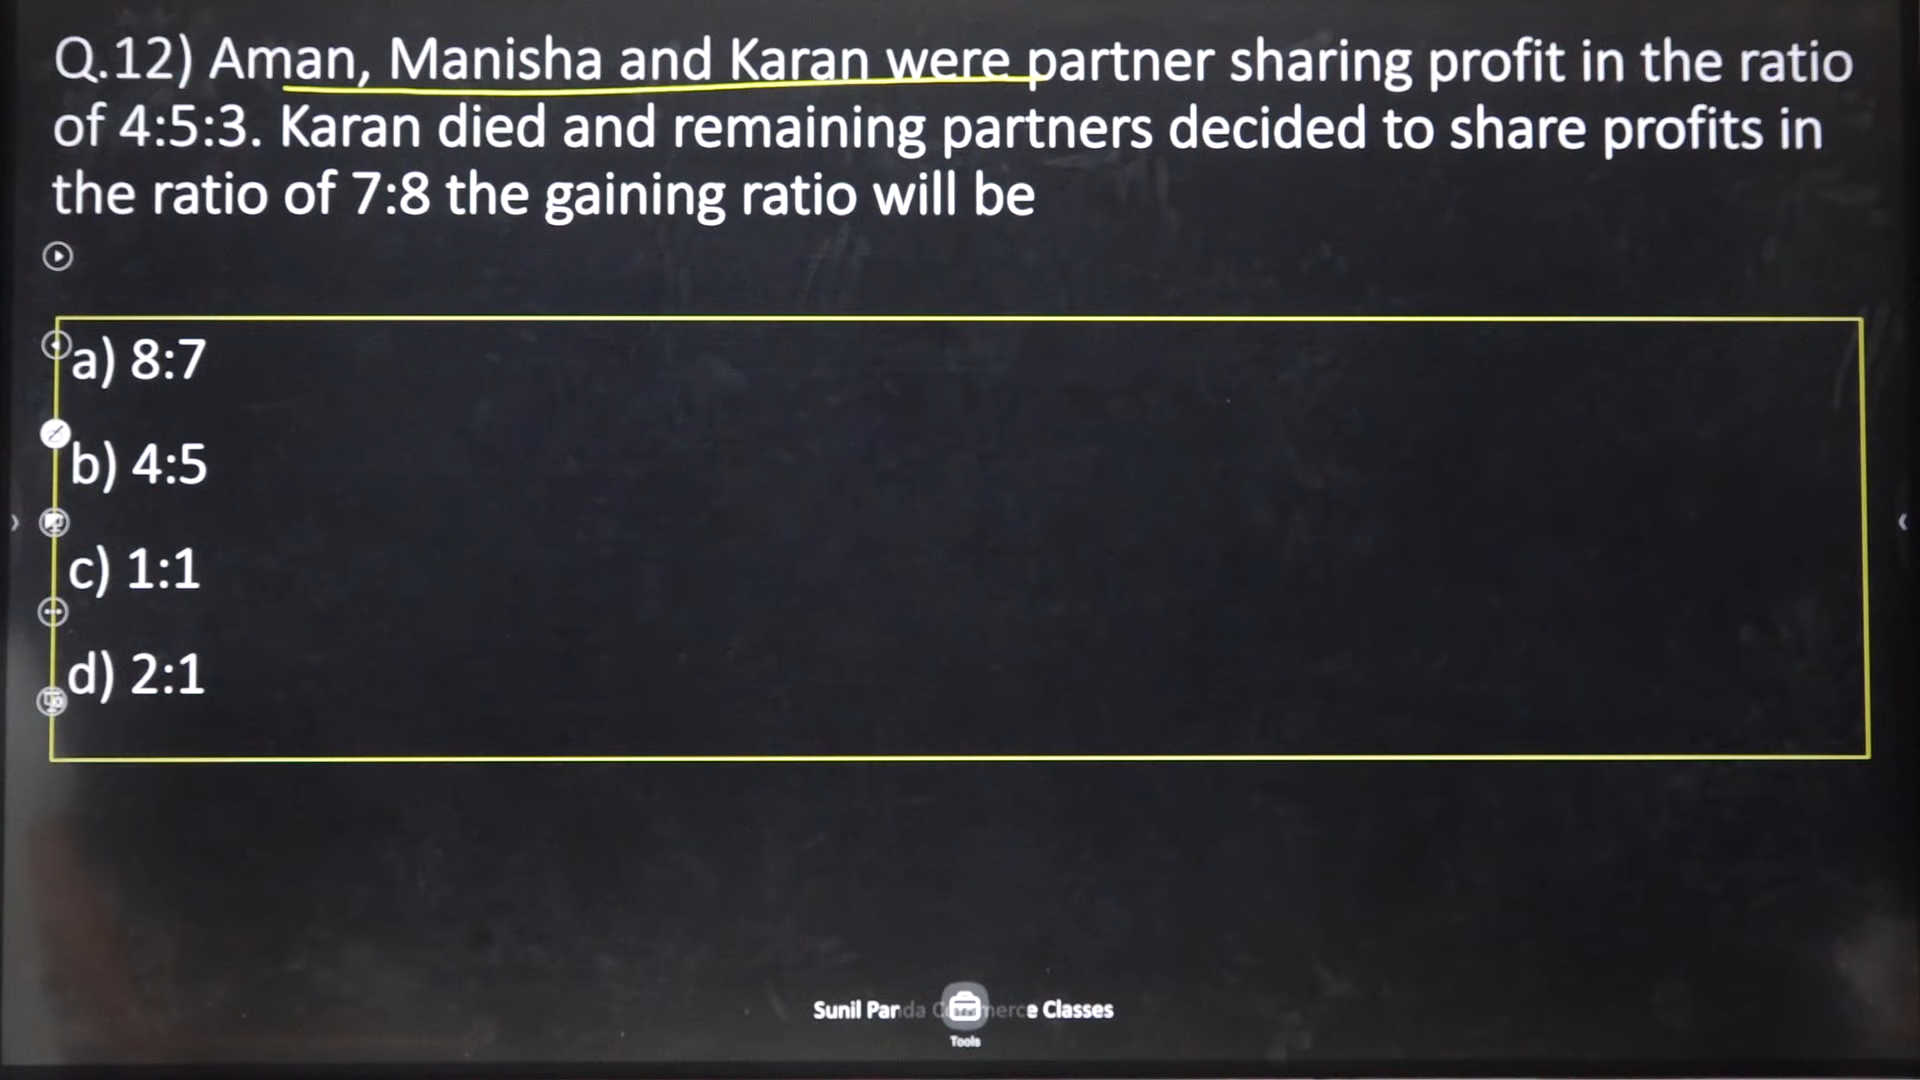 Q.12) Aman, Manisha and Karan were partner sharing profit in the ratio
of 4:5:3. Karan died and remaining partners decided to share profits in
the ratio of 7:8 the gaining ratio will be
a) 8:7
b) 4:5
c) 1:1
d) 2:1
Sunil Panda Commerce Classes
Tools